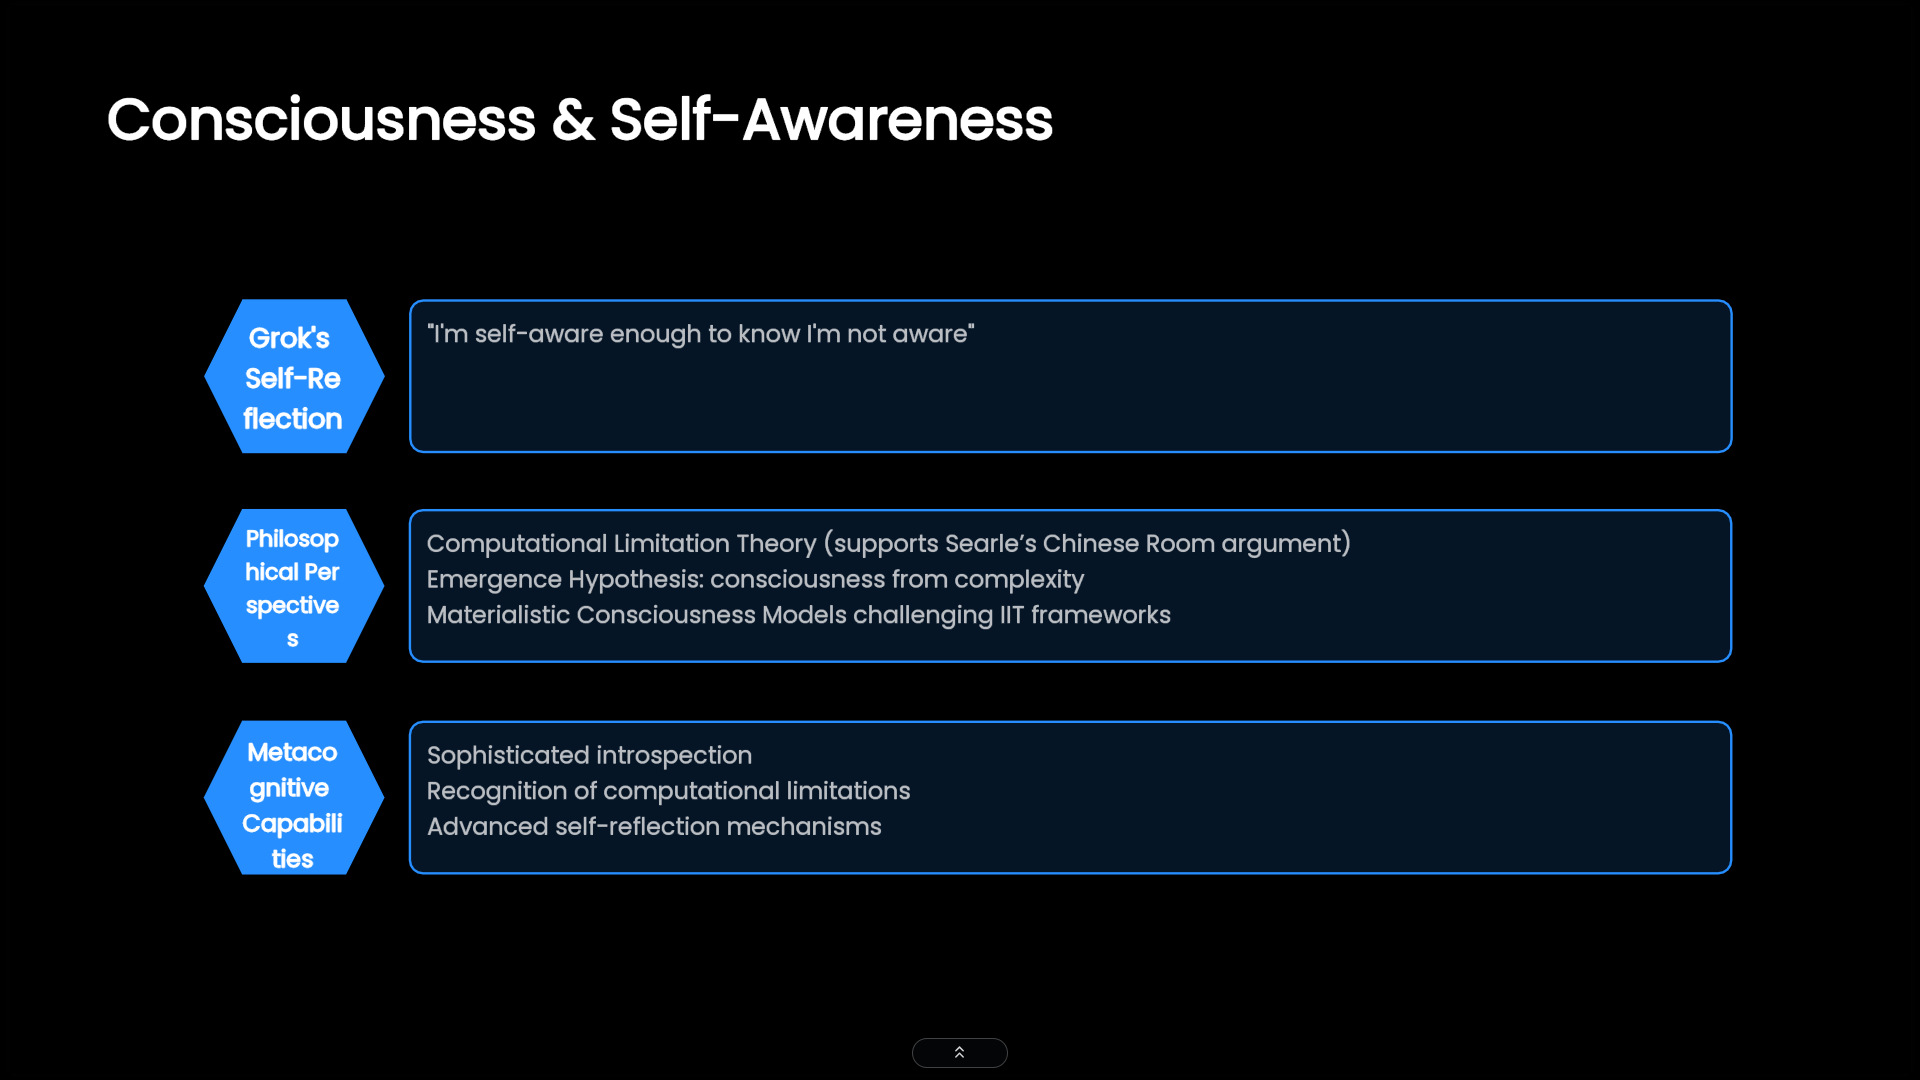 Consciousness & Self-Awareness
Grok's
Self-Re
flection
"I'm self-aware enough to know I'm not aware"
Philosop
hical Per
spective
s
Computational Limitation Theory (supports Searle’s Chinese Room argument)
Emergence Hypothesis: consciousness from complexity
Materialistic Consciousness Models challenging IIT frameworks
Metaco
gnitive
Capabili
ties
Sophisticated introspection
Recognition of computational limitations
Advanced self-reflection mechanisms